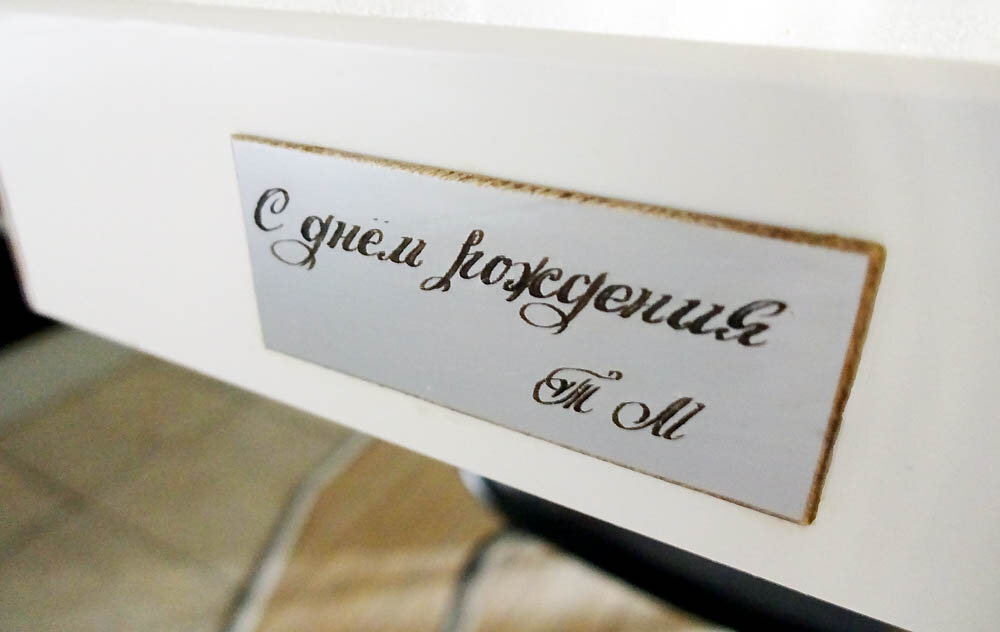 С днём рождения
Т М